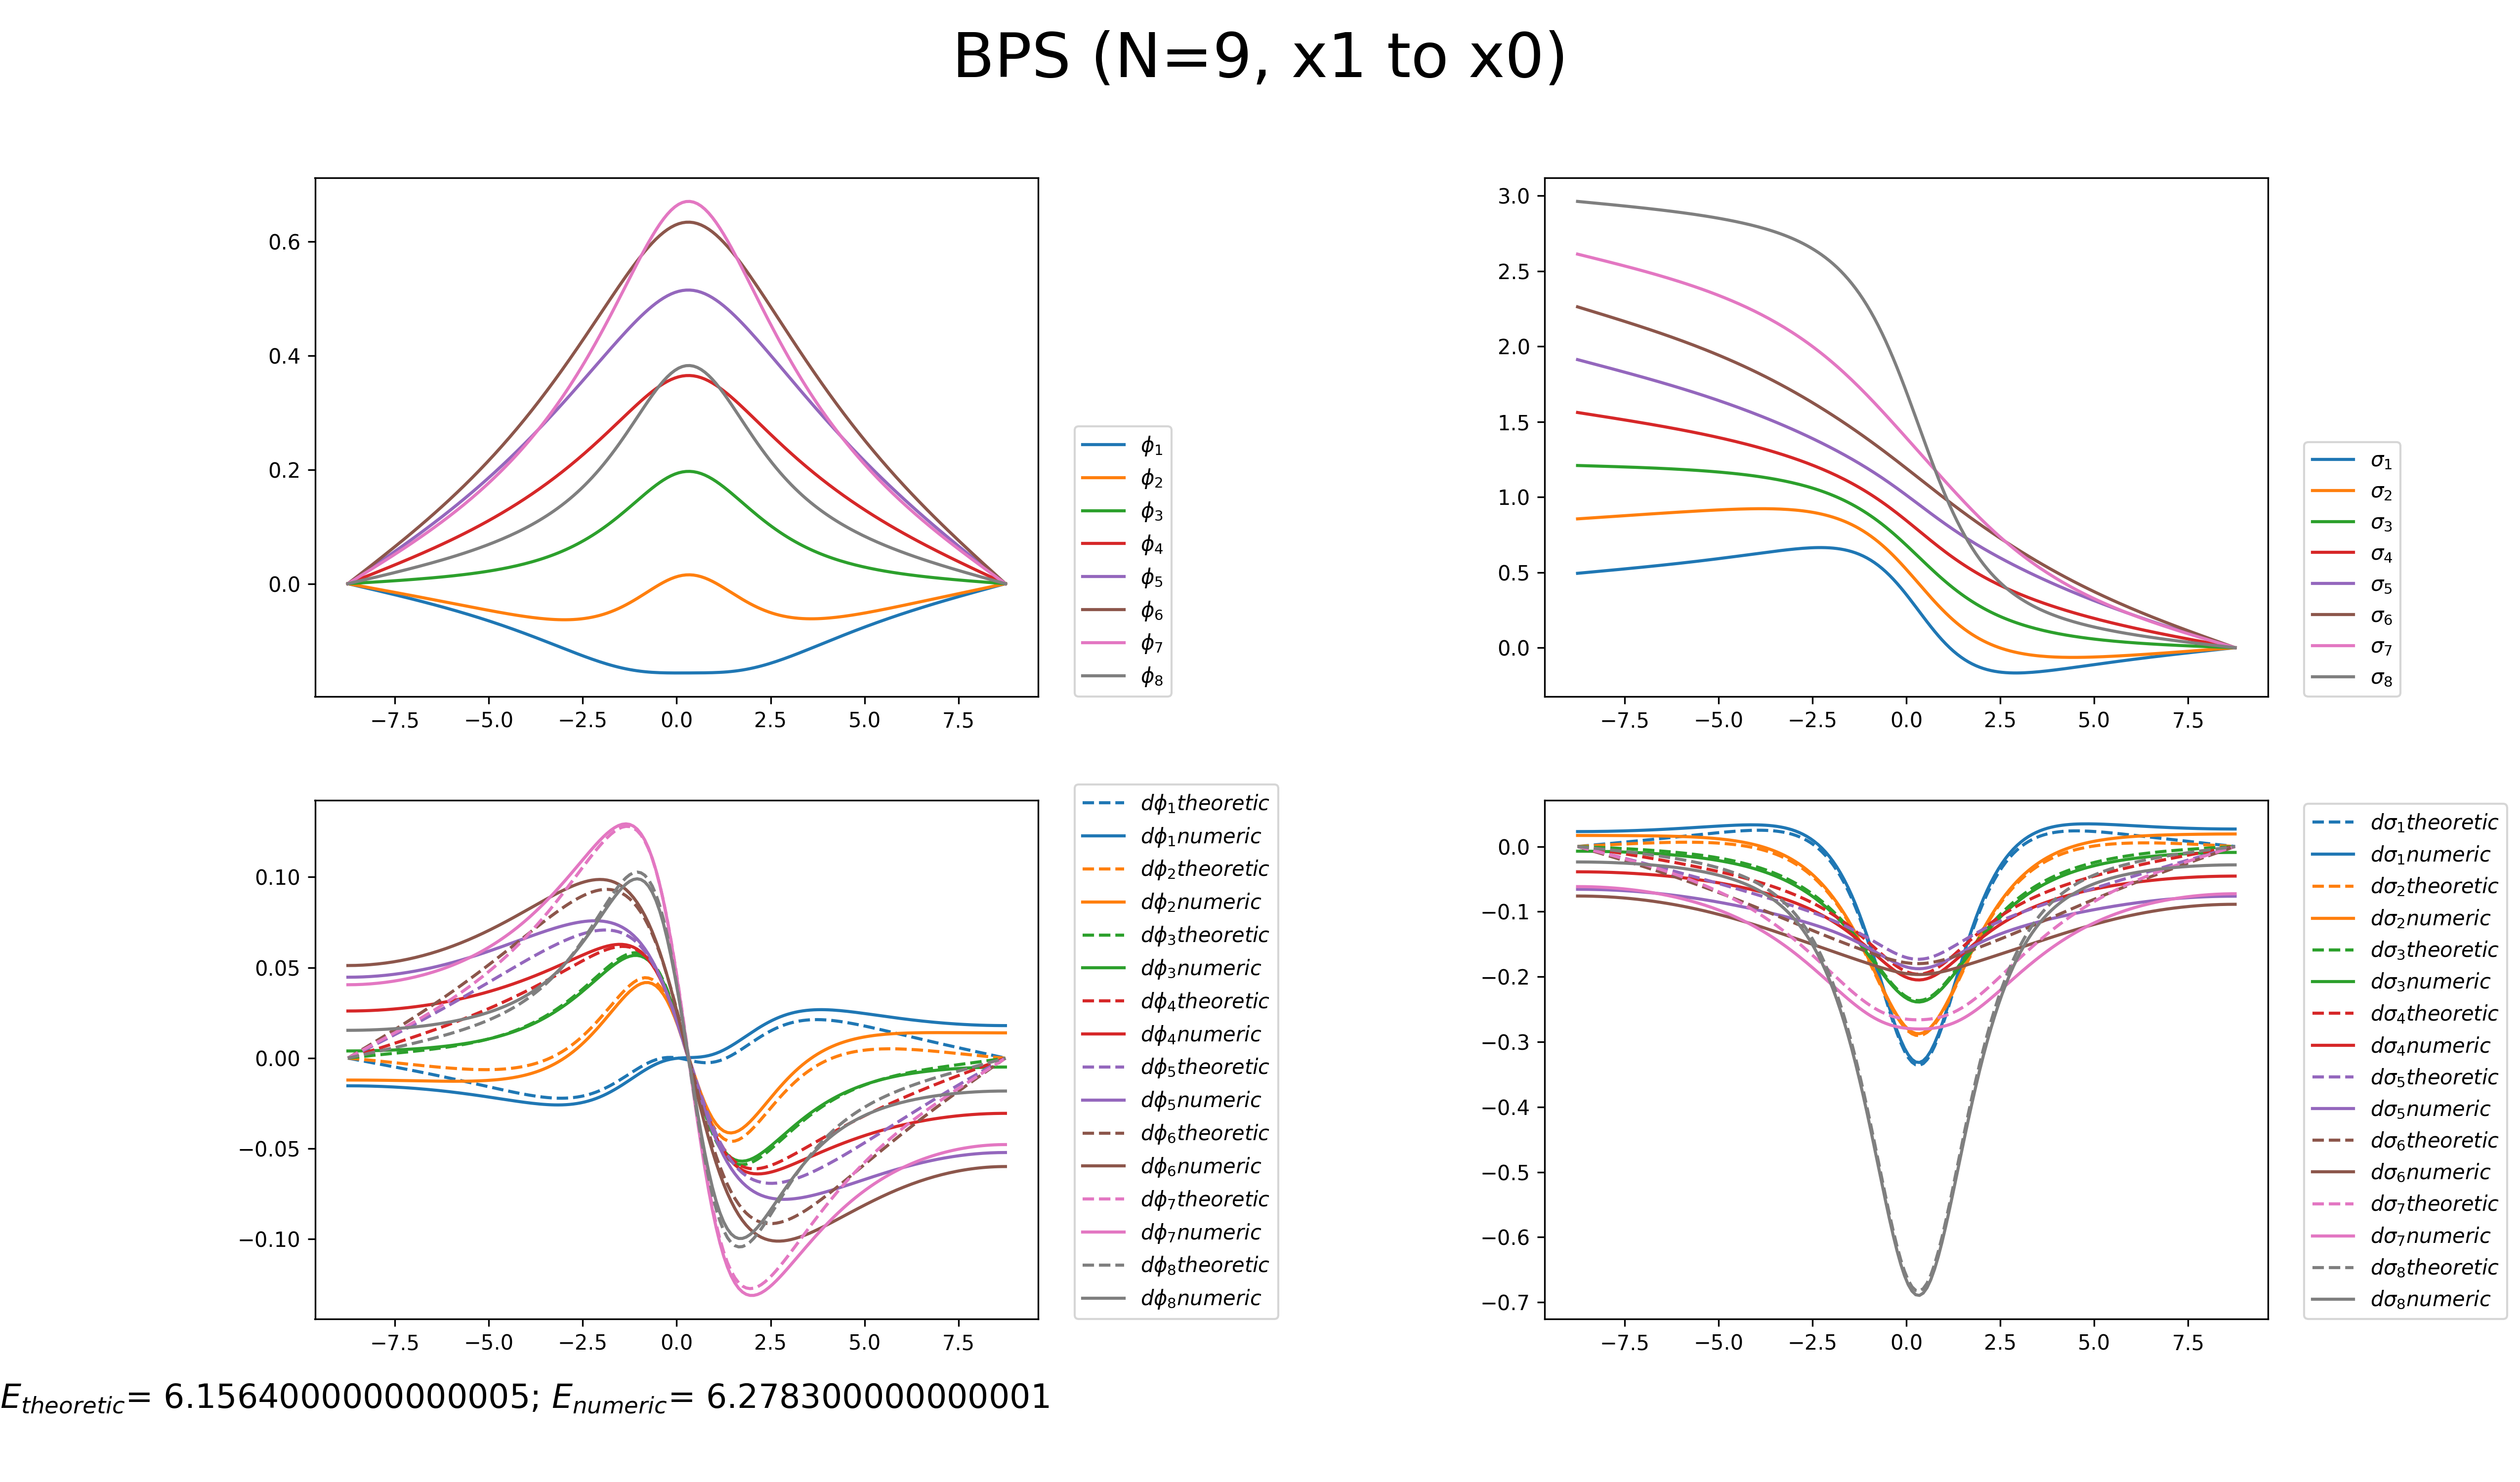 BPS (N=9, x1 to x0)
0.6
0.4
0.2
0.0
−7.5 −5.0 −2.5 0.0 2.5 5.0 7.5
ϕ₁
ϕ₂
ϕ₃
ϕ₄
ϕ₅
ϕ₆
ϕ₇
ϕ₈
3.0
2.5
2.0
1.5
1.0
0.5
0.0
−7.5 −5.0 −2.5 0.0 2.5 5.0 7.5
σ₁
σ₂
σ₃
σ₄
σ₅
σ₆
σ₇
σ₈
0.10
0.05
0.00
−0.05
−0.10
−7.5 −5.0 −2.5 0.0 2.5 5.0 7.5
dϕ₁theoretic
dϕ₁numeric
dϕ₂theoretic
dϕ₂numeric
dϕ₃theoretic
dϕ₃numeric
dϕ₄theoretic
dϕ₄numeric
dϕ₅theoretic
dϕ₅numeric
dϕ₆theoretic
dϕ₆numeric
dϕ₇theoretic
dϕ₇numeric
dϕ₈theoretic
dϕ₈numeric
0.0
−0.1
−0.2
−0.3
−0.4
−0.5
−0.6
−0.7
−7.5 −5.0 −2.5 0.0 2.5 5.0 7.5
dσ₁theoretic
dσ₁numeric
dσ₂theoretic
dσ₂numeric
dσ₃theoretic
dσ₃numeric
dσ₄theoretic
dσ₄numeric
dσ₅theoretic
dσ₅numeric
dσ₆theoretic
dσ₆numeric
dσ₇theoretic
dσ₇numeric
dσ₈theoretic
dσ₈numeric
E_theoretic= 6.1564000000000005; E_numeric= 6.278300000000001